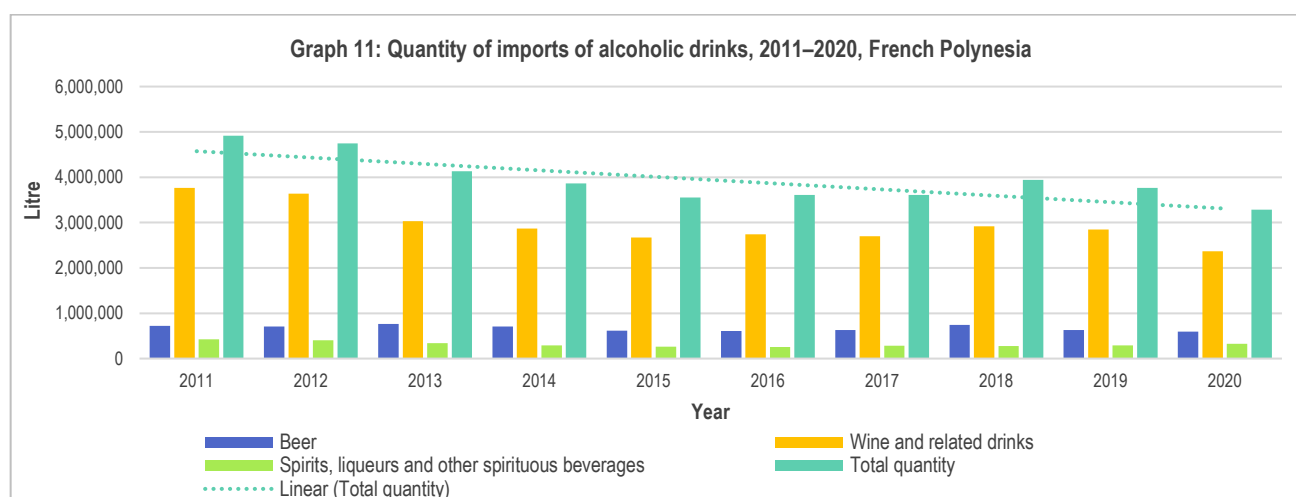 Graph 11: Quantity of imports of alcoholic drinks, 2011–2020, French Polynesia
6,000,000
5,000,000
4,000,000
3,000,000
2,000,000
1,000,000
0
Litre
2011 2012 2013 2014 2015 2016 2017 2018 2019 2020
Year
Beer Wine and related drinks
Spirits, liqueurs and other spirituous beverages Total quantity
Linear (Total quantity)